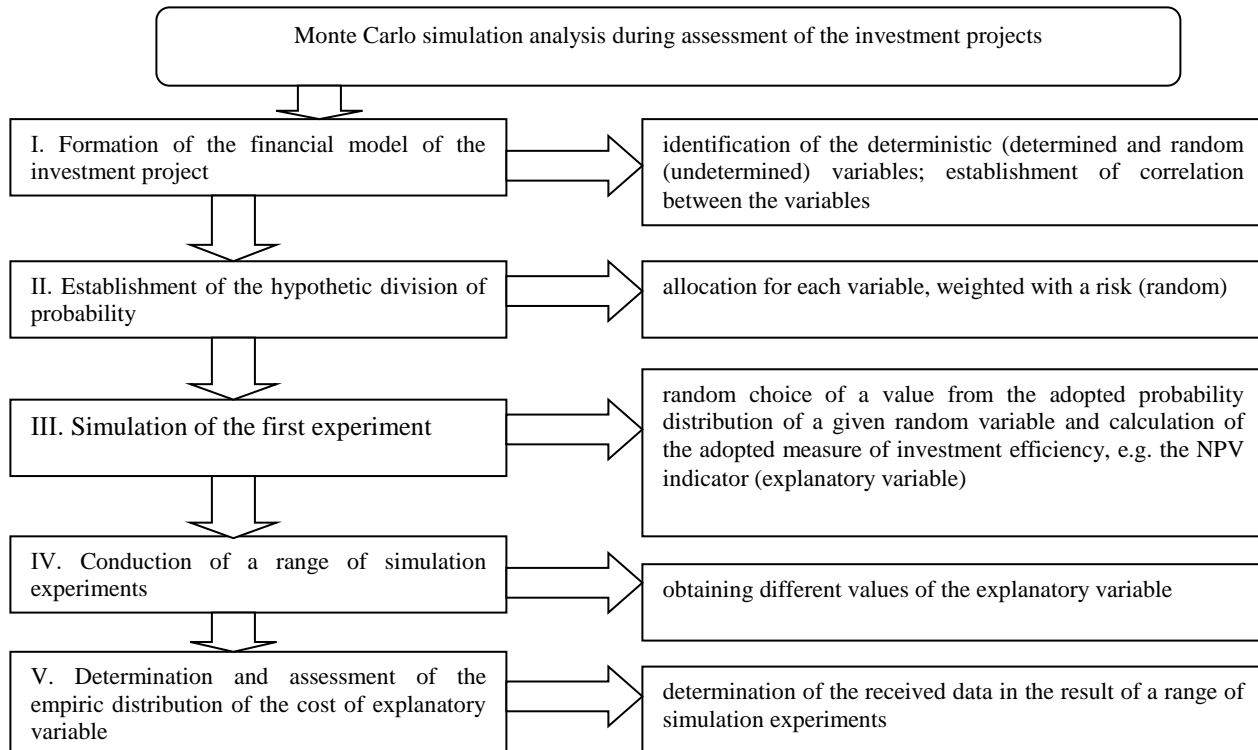 Monte Carlo simulation analysis during assessment of the investment projects
I. Formation of the financial model of the
investment project
identification of the deterministic (determined and random
(undetermined) variables; establishment of correlation
between the variables
II. Establishment of the hypothetic division of
probability
allocation for each variable, weighted with a risk (random)
III. Simulation of the first experiment
random choice of a value from the adopted probability
distribution of a given random variable and calculation of
the adopted measure of investment efficiency, e.g. the NPV
indicator (explanatory variable)
IV. Conduction of a range of simulation
experiments
obtaining different values of the explanatory variable
V. Determination and assessment of the
empiric distribution of the cost of explanatory
variable
determination of the received data in the result of a range of
simulation experiments